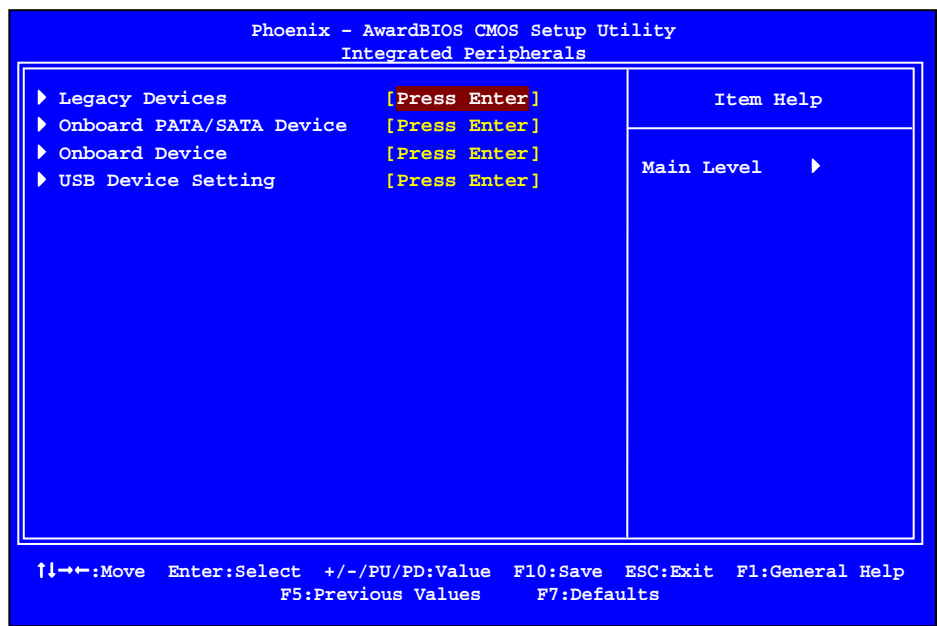 Phoenix – AwardBIOS CMOS Setup Utility
Integrated Peripherals
Legacy Devices [Press Enter]
Onboard PATA/SATA Device [Press Enter]
Onboard Device [Press Enter]
USB Device Setting [Press Enter]
Item Help
Main Level
↑↓→←:Move Enter:Select +/-/PU/PD:Value F10:Save ESC:Exit F1:General Help
F5:Previous Values F7:Defaults